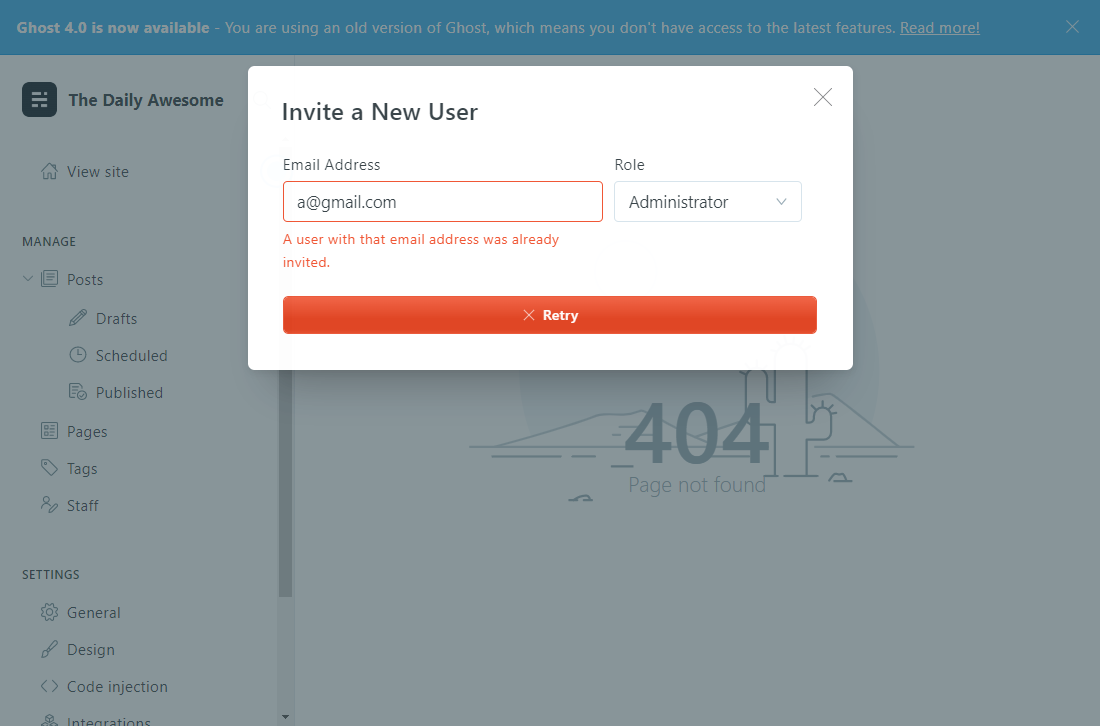 Ghost 4.0 is now available - You are using an old version of Ghost, which means you don't have access to the latest features. Read more!
The Daily Awesome
View site
MANAGE
Posts
Drafts
Scheduled
Published
Pages
Tags
Staff
SETTINGS
General
Design
Code injection
Integrations
Invite a New User
Email Address
Role
a@gmail.com
Administrator
A user with that email address was already
invited.
Retry
404
Page not found